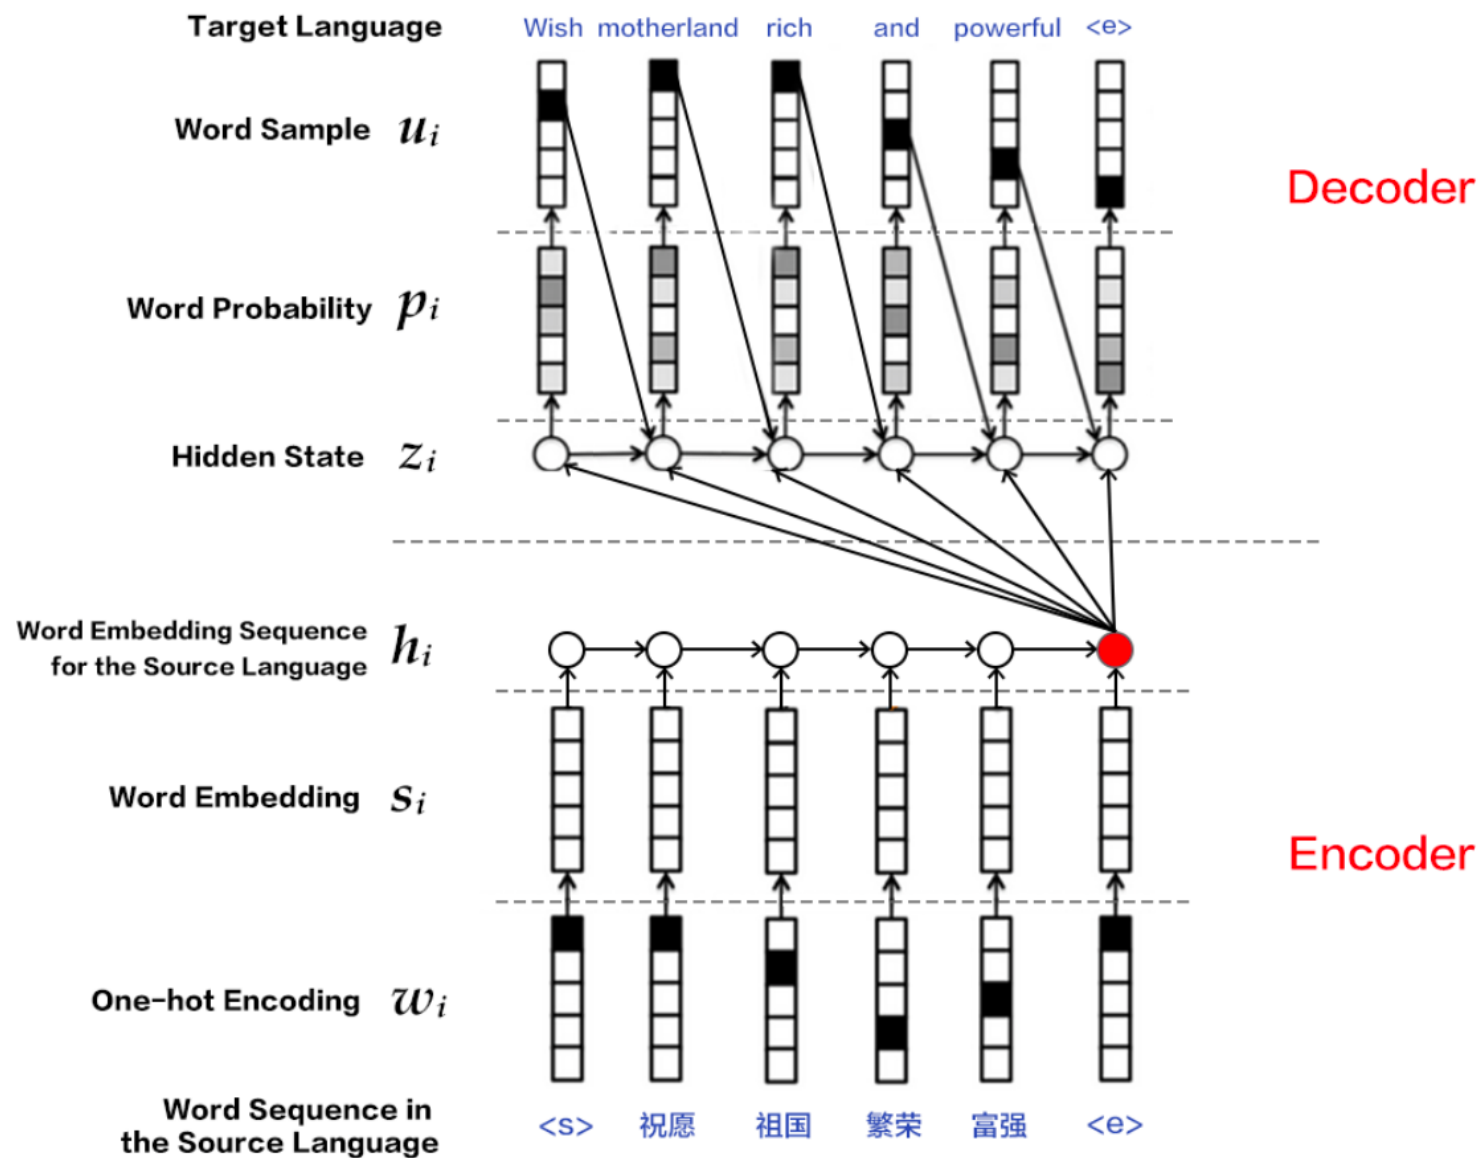 Target Language Wish motherland rich and powerful <e>
Word Sample u_i
Decoder
Word Probability p_i
Hidden State z_i
Word Embedding Sequence
for the Source Language h_i
Word Embedding s_i
Encoder
One-hot Encoding w_i
Word Sequence in
the Source Language <s> 祝愿 祖国 繁荣 富强 <e>